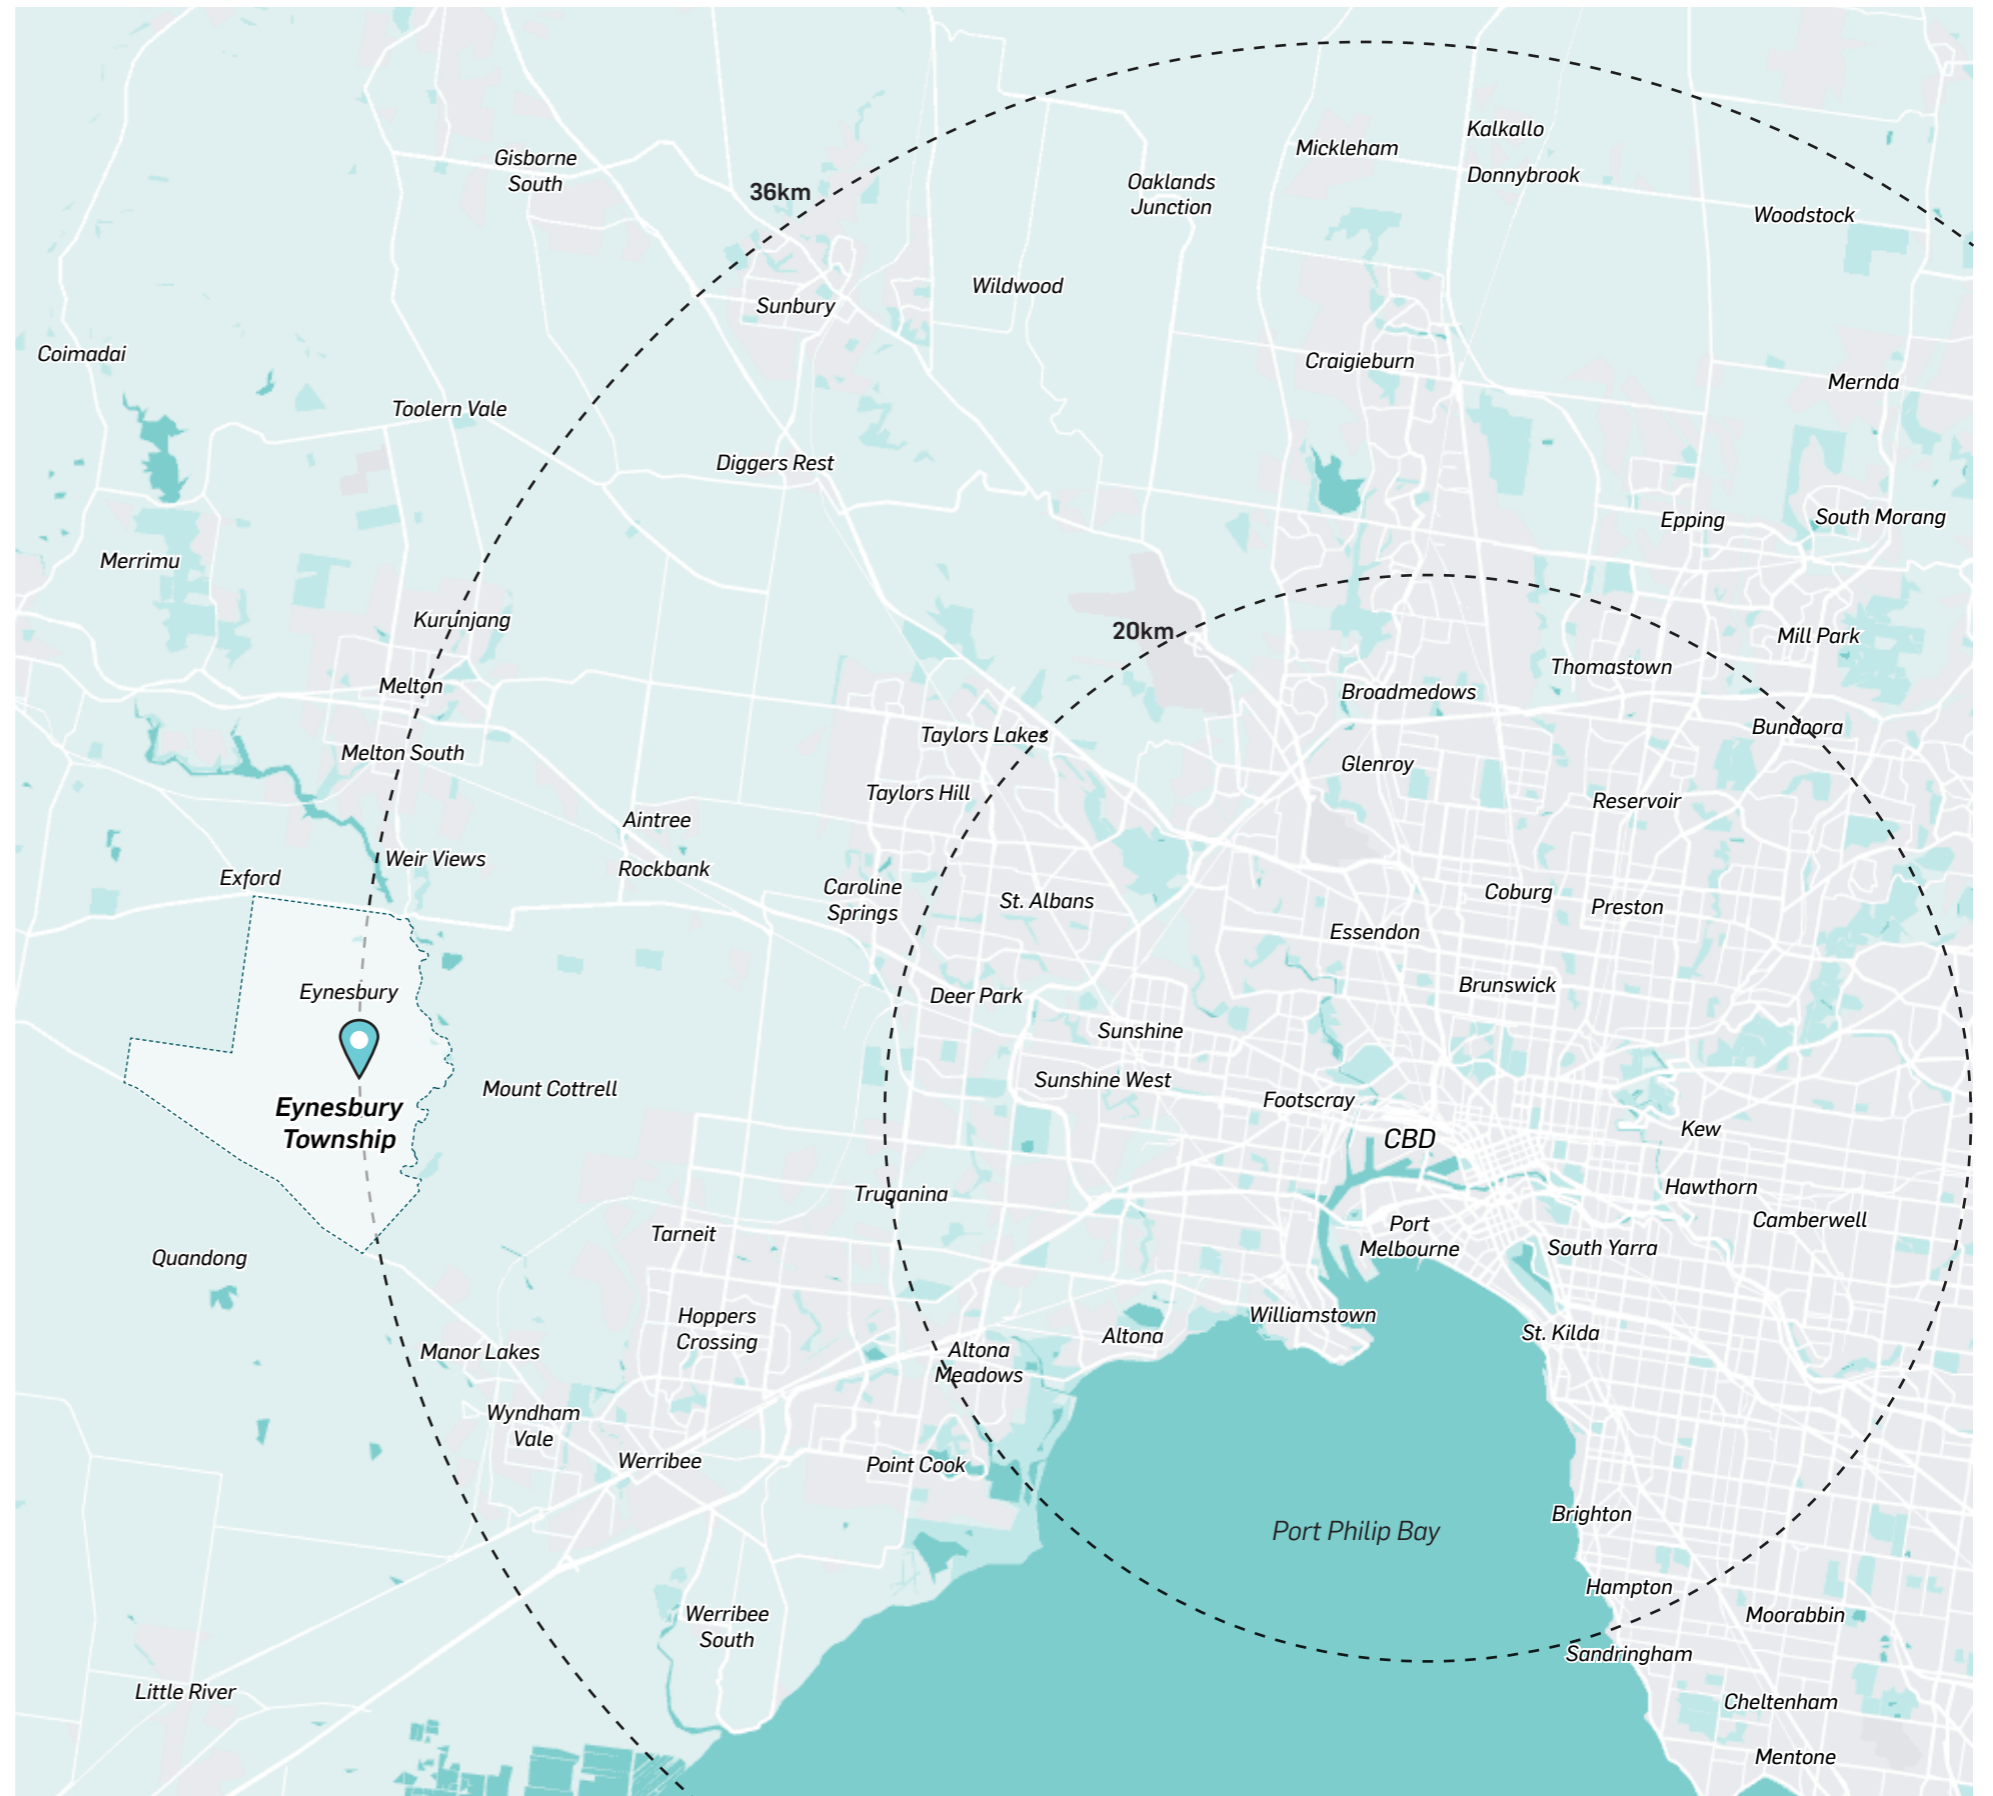 Kalkallo
Mickleham
Gisborne
South
Donnybrook
36km
Oaklands
Junction
Woodstock
Wildwood
Sunbury
Coimadai
Craigieburn
Mernda
Toolern Vale
Diggers Rest
Epping
South Morang
Merrimu
Kurunjang
20km
Mill Park
Thomastown
Melton
Broadmedows
Bundoora
Taylors Lakes
Melton South
Glenroy
Taylors Hill
Reservoir
Aintree
Weir Views
Rockbank
Exford
Caroline
Springs
St. Albans
Coburg
Preston
Essendon
Brunswick
Eynesbury
Deer Park
Sunshine
Sunshine West
Mount Cottrell
Footscray
Eynesbury
Township
CBD
Kew
Hawthorn
Truganina
Camberwell
Port
Melbourne
Tarneit
South Yarra
Quandong
Hoppers
Crossing
Williamstown
St. Kilda
Altona
Manor Lakes
Altona
Meadows
Wyndham
Vale
Werribee
Point Cook
Brighton
Port Philip Bay
Hampton
Werribee
South
Moorabbin
Sandringham
Little River
Cheltenham
Mentone